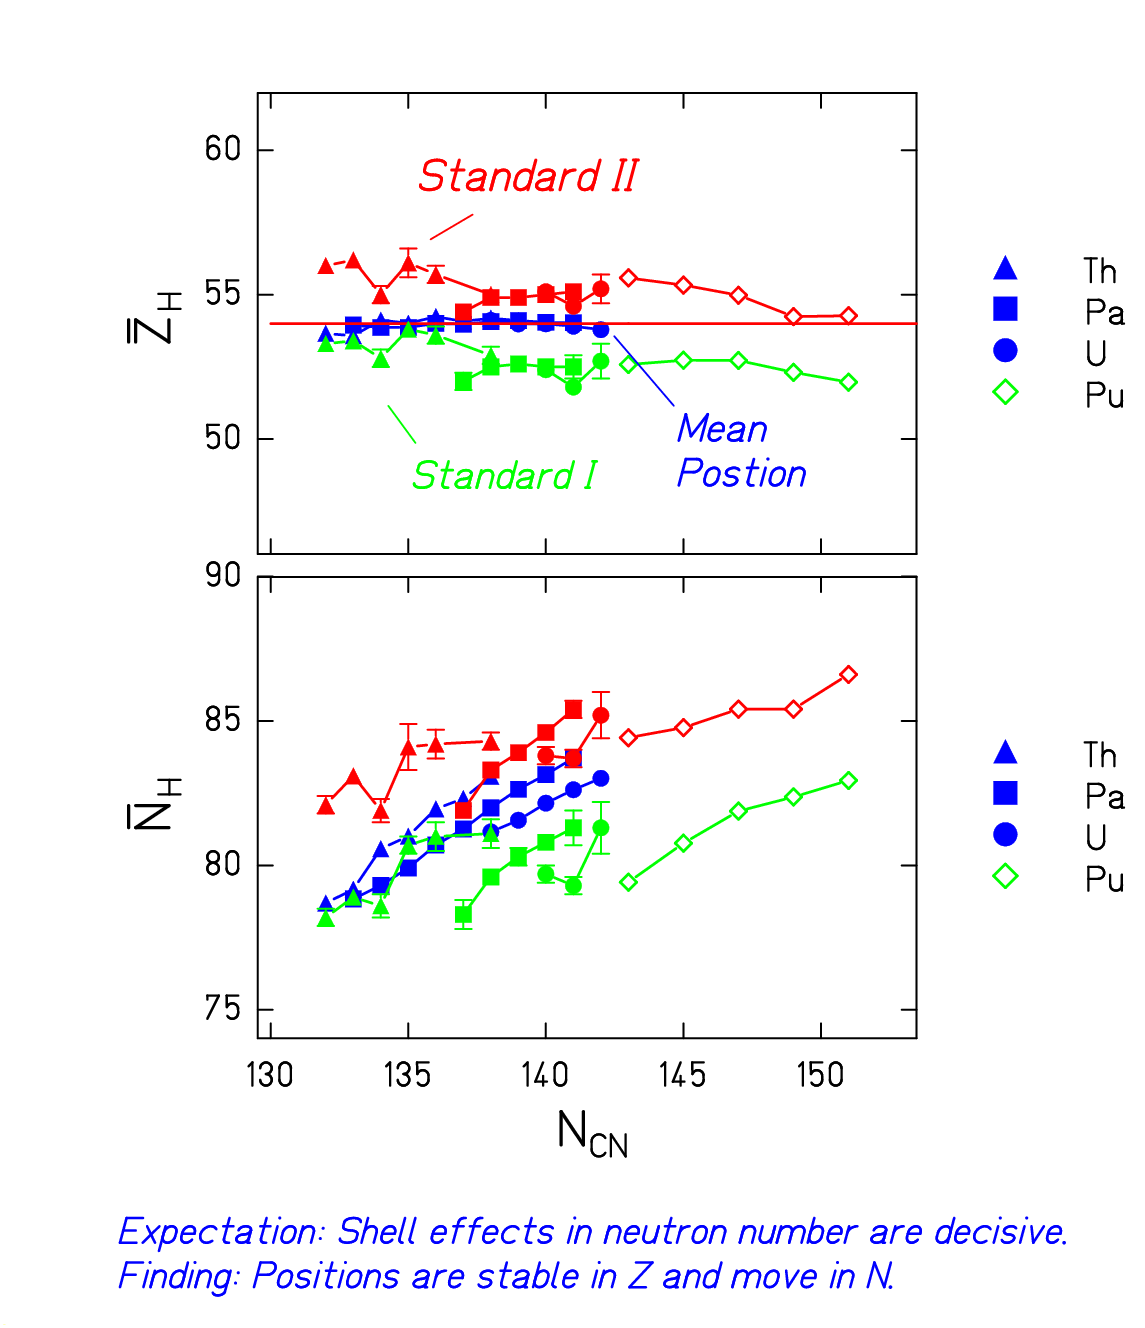 60
55
50
Z̅H
Standard II
Standard I
Mean
Postion
Th
Pa
U
Pu
90
85
80
75
N̅H
Th
Pa
U
Pu
130 135 140 145 150
NCN
Expectation: Shell effects in neutron number are decisive.
Finding: Positions are stable in Z and move in N.